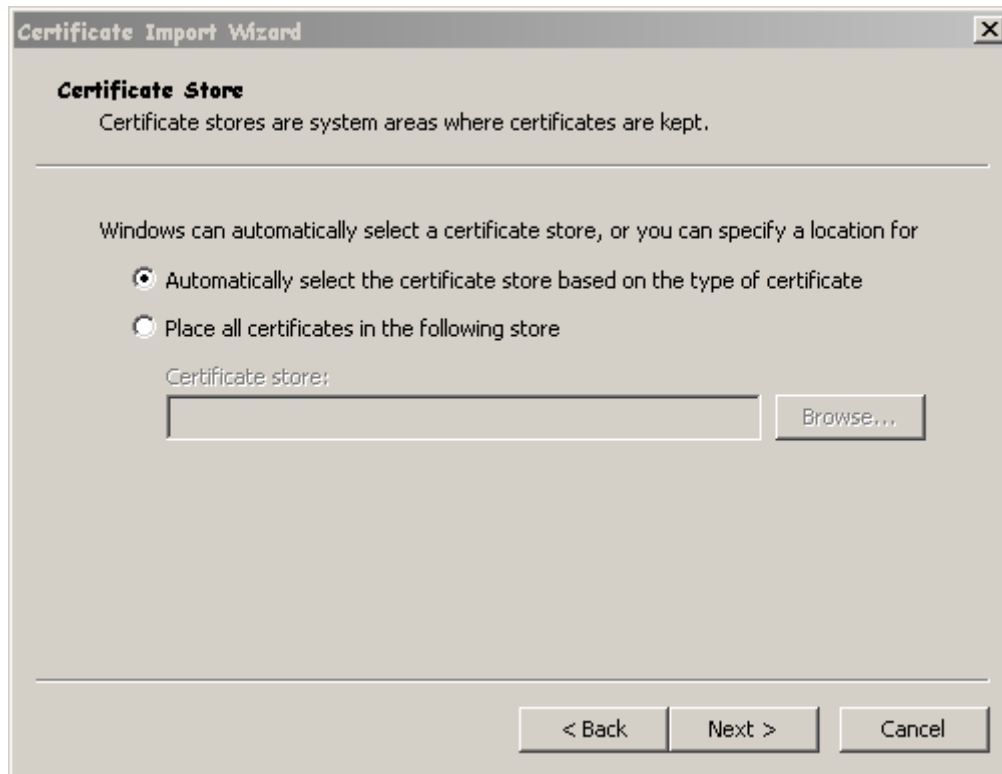 Certificate Import Wizard
Certificate Store
Certificate stores are system areas where certificates are kept.
Windows can automatically select a certificate store, or you can specify a location for
Automatically select the certificate store based on the type of certificate
Place all certificates in the following store
Certificate store:
Browse...
< Back Next > Cancel